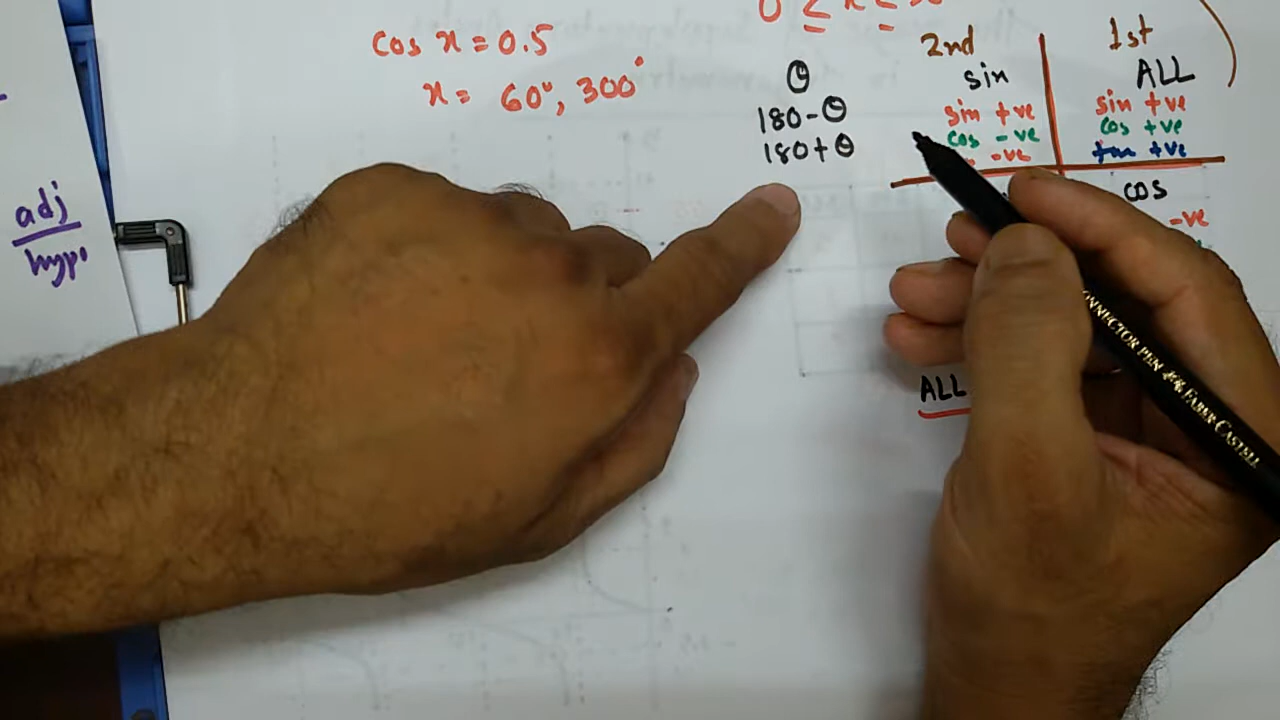 cos x = 0.5
x = 60°, 300°
θ
180-θ
180+θ
2nd
sin
sin +ve
cos -ve
-ve
1st
ALL
sin +ve
cos +ve
tan +ve
cos
-ve
ALL
adj
hyp.
CONNECTOR PEN FABER-CASTELL